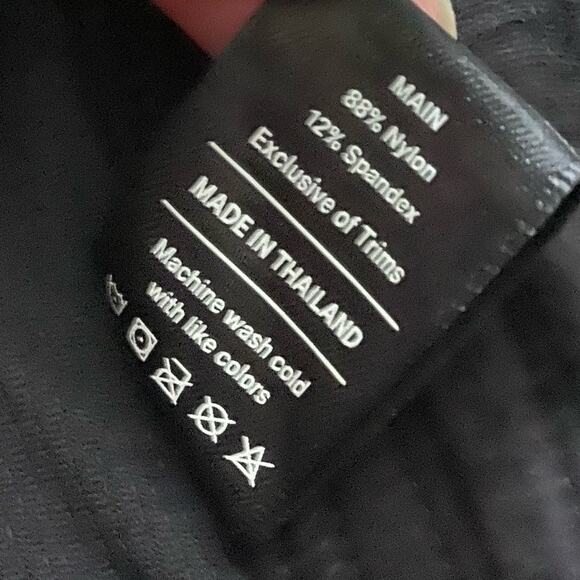 MAIN
88% Nylon
12% Spandex
Exclusive of Trims
MADE IN THAILAND
Machine wash cold
with like colors